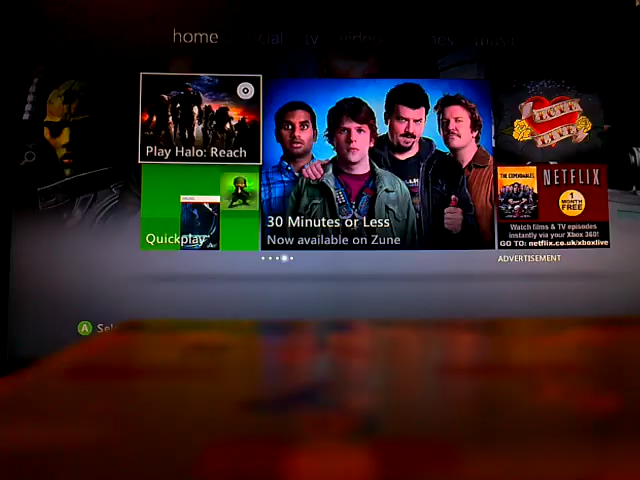 home
tv
Play Halo: Reach
Quickplay
30 Minutes or Less
Now available on Zune
THE EXPENDABLES
NETFLIX
1
MONTH
FREE
Watch films & TV episodes
instantly via your Xbox 360!
GO TO: netflix.co.uk/xboxlive
ADVERTISEMENT
A